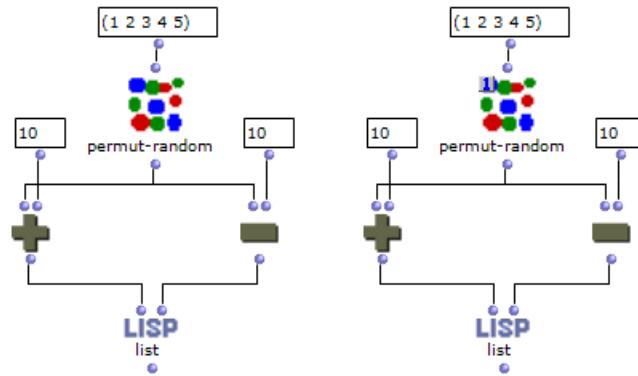 (1 2 3 4 5)
(1 2 3 4 5)
1
10
10
10
10
permut-random
permut-random
LISP
LISP
list
list